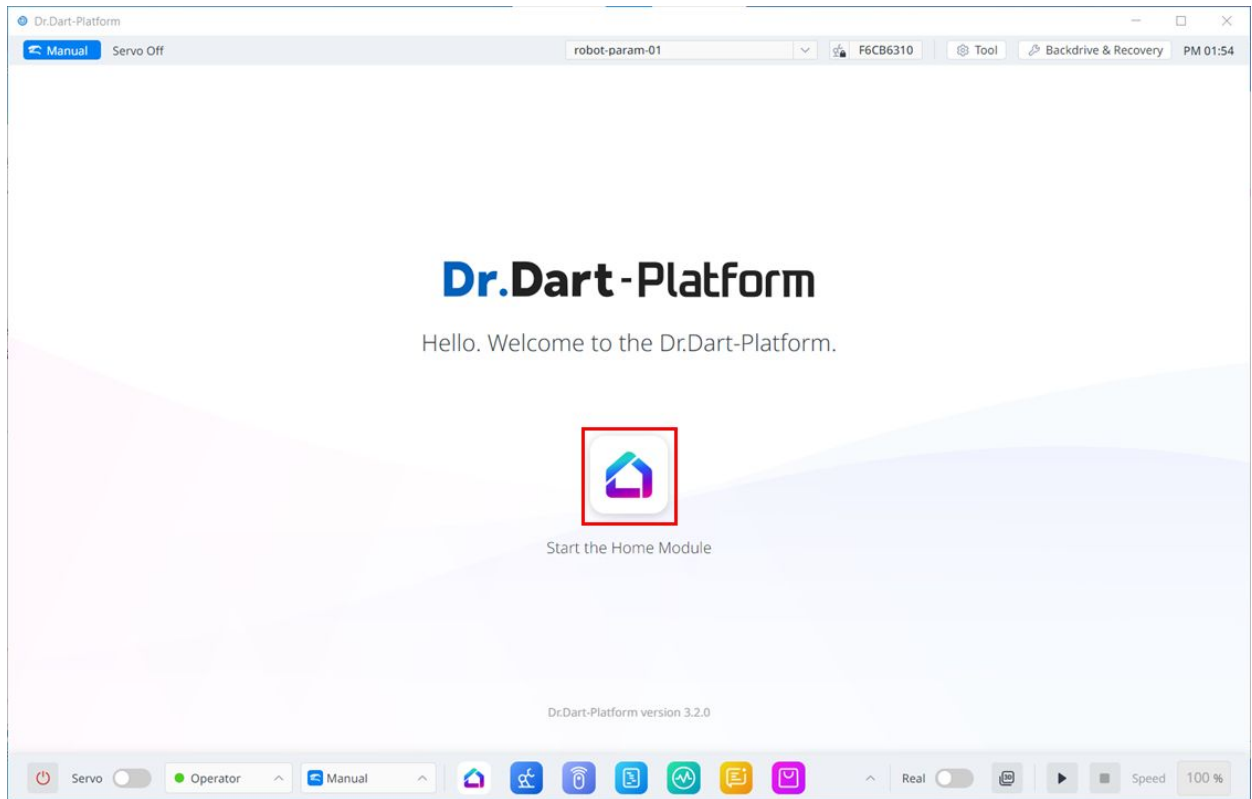 Dr.Dart-Platform
Manual Servo Off robot-param-01 F6CB6310 Tool Backdrive & Recovery PM 01:54
Dr.Dart-Platform
Hello. Welcome to the Dr.Dart-Platform.
Start the Home Module
Dr.Dart-Platform version 3.2.0
Servo Operator Manual Real 3D Speed 100 %